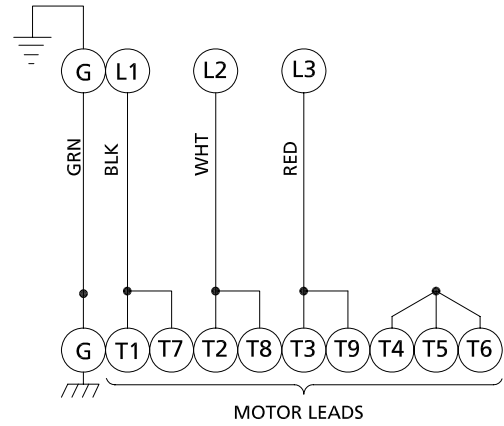 G L1 L2 L3
GRN BLK WHT RED
G T1 T7 T2 T8 T3 T9 T4 T5 T6
MOTOR LEADS